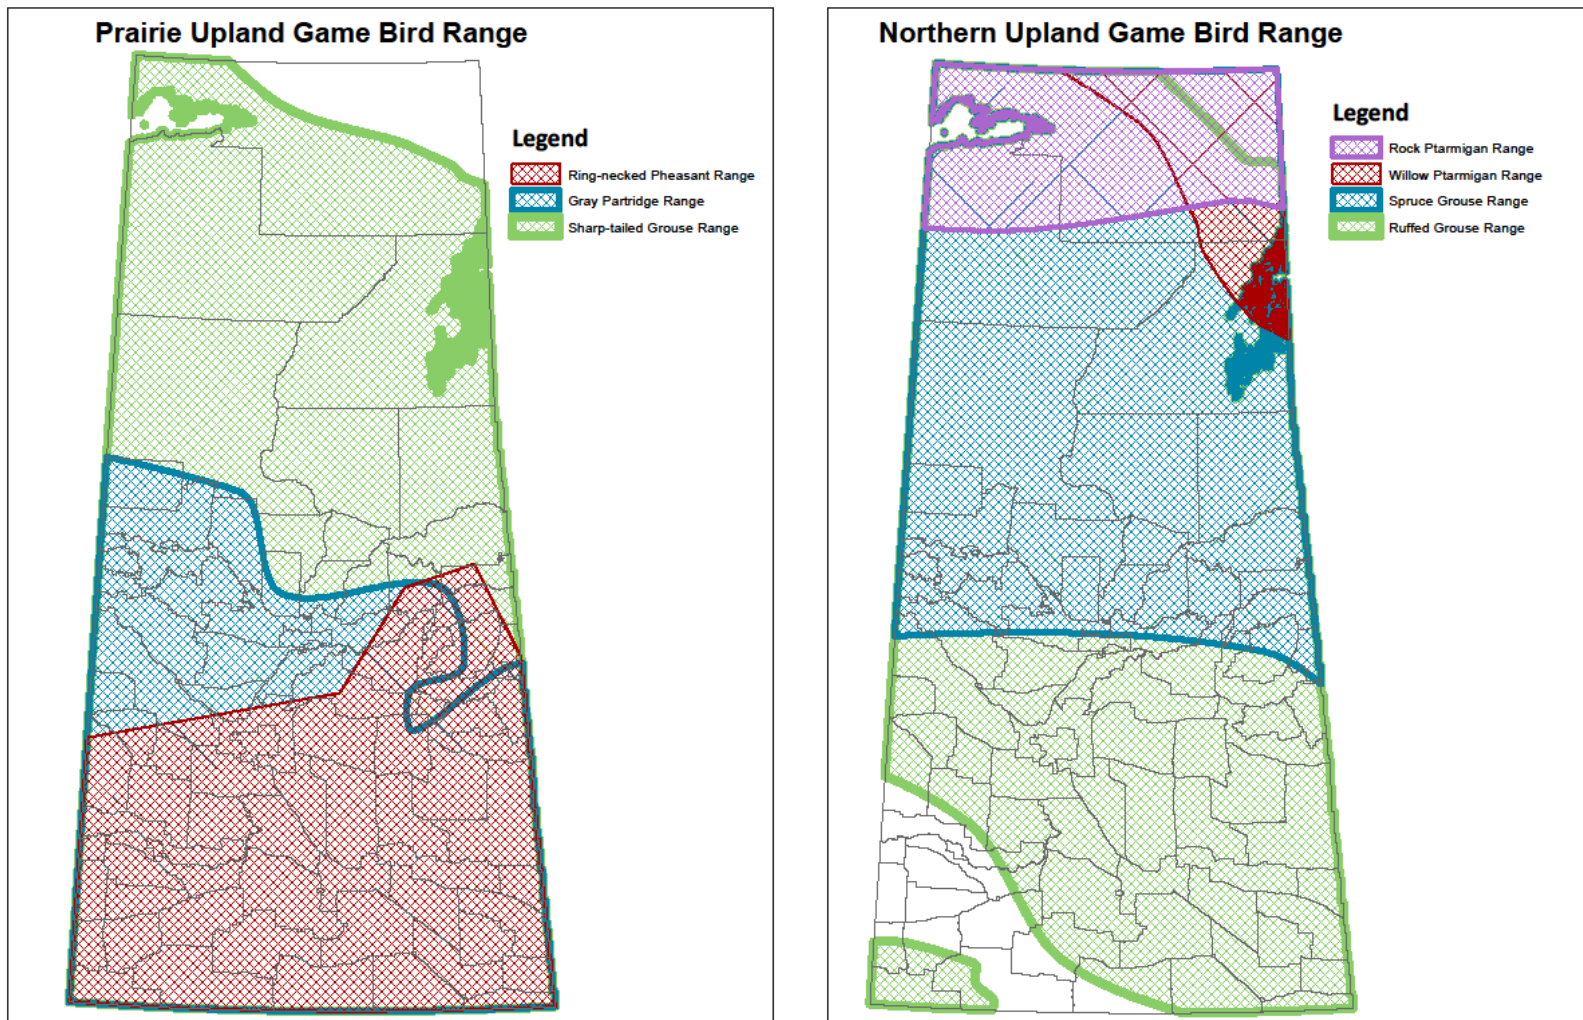 Prairie Upland Game Bird Range
Legend
Ring-necked Pheasant Range
Gray Partridge Range
Sharp-tailed Grouse Range
Northern Upland Game Bird Range
Legend
Rock Ptarmigan Range
Willow Ptarmigan Range
Spruce Grouse Range
Ruffed Grouse Range